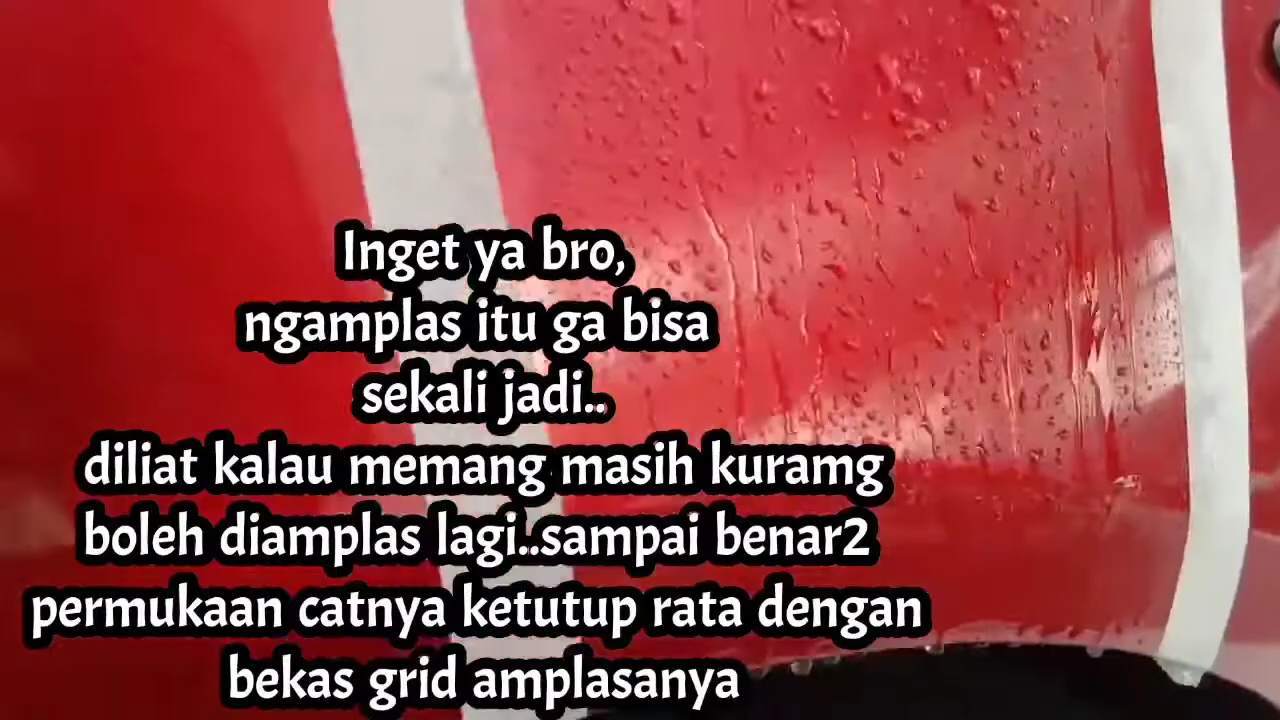 Inget ya bro,
ngamplas itu ga bisa
sekali jadi..
diliat kalau memang masih kuramg
boleh diamplas lagi..sampai benar2
permukaan catnya ketutup rata dengan
bekas grid amplasanya